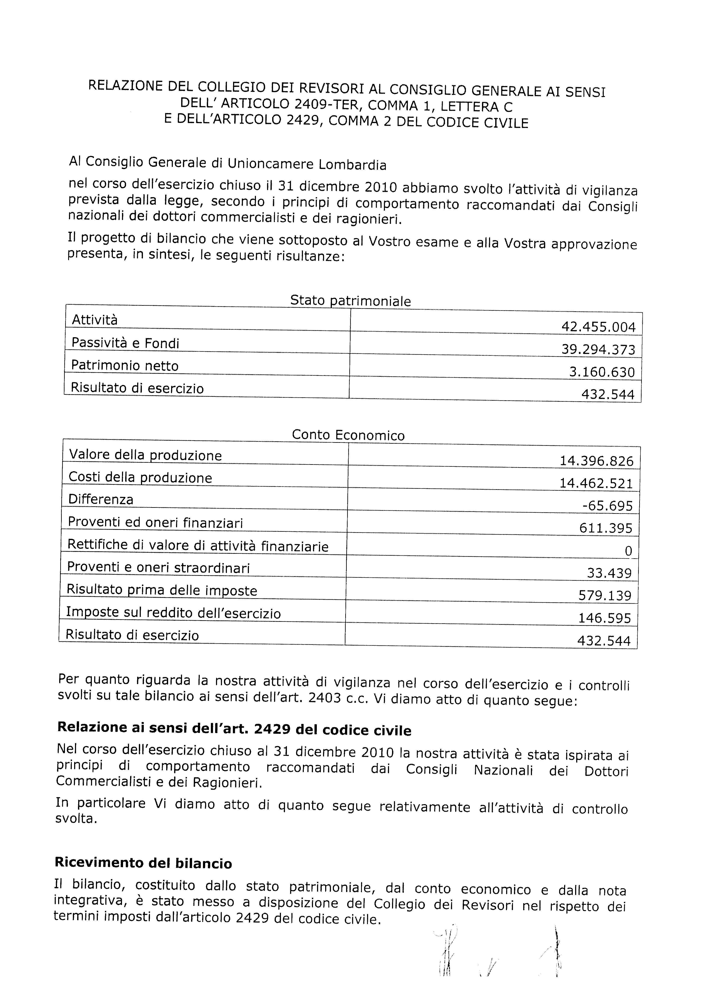 RELAZIONE DEL COLLEGIO DEI REVISORI AL CONSIGLIO GENERALE AI SENSI
DELL' ARTICOLO 2409-TER, COMMA 1, LETTERA C
E DELL'ARTICOLO 2429, COMMA 2 DEL CODICE CIVILE
Al Consiglio Generale di Unioncamere Lombardia
nel corso dell'esercizio chiuso il 31 dicembre 2010 abbiamo svolto l'attività di vigilanza
prevista dalla legge, secondo i principi di comportamento raccomandati dai Consigli
nazionali dei dottori commercialisti e dei ragionieri.
Il progetto di bilancio che viene sottoposto al Vostro esame e alla Vostra approvazione
presenta, in sintesi, le seguenti risultanze:
Stato patrimoniale
Attività 42.455.004
Passività e Fondi 39.294.373
Patrimonio netto 3.160.630
Risultato di esercizio 432.544
Conto Economico
Valore della produzione 14.396.826
Costi della produzione 14.462.521
Differenza -65.695
Proventi ed oneri finanziari 611.395
Rettifiche di valore di attività finanziarie 0
Proventi e oneri straordinari 33.439
Risultato prima delle imposte 579.139
Imposte sul reddito dell'esercizio 146.595
Risultato di esercizio 432.544
Per quanto riguarda la nostra attività di vigilanza nel corso dell'esercizio e i controlli
svolti su tale bilancio ai sensi dell'art. 2403 c.c. Vi diamo atto di quanto segue:
Relazione ai sensi dell'art. 2429 del codice civile
Nel corso dell'esercizio chiuso al 31 dicembre 2010 la nostra attività è stata ispirata ai
principi di comportamento raccomandati dai Consigli Nazionali dei Dottori
Commercialisti e dei Ragionieri.
In particolare Vi diamo atto di quanto segue relativamente all'attività di controllo
svolta.
Ricevimento del bilancio
Il bilancio, costituito dallo stato patrimoniale, dal conto economico e dalla nota
integrativa, è stato messo a disposizione del Collegio dei Revisori nel rispetto dei
termini imposti dall'articolo 2429 del codice civile.